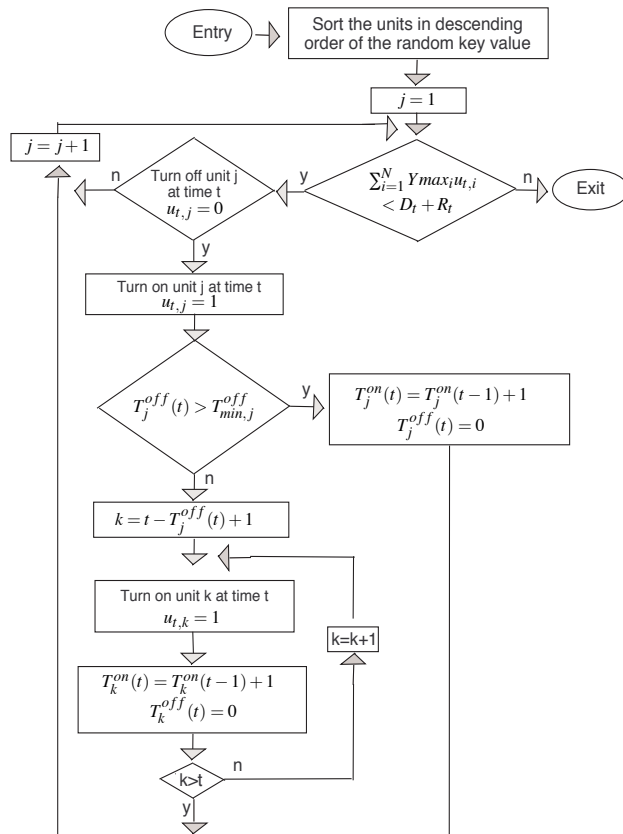 Entry
Sort the units in descending
order of the random key value
j = 1
j = j + 1
n
Turn off unit j
at time t
u_{t,j} = 0
y
∑_{i=1}^{N} Ymax_i u_{t,i}
< D_t + R_t
n
Exit
y
Turn on unit j at time t
u_{t,j} = 1
T_j^{off}(t) > T_{min,j}^{off}
y
T_j^{on}(t) = T_j^{on}(t−1) + 1
T_j^{off}(t) = 0
n
k = t − T_j^{off}(t) + 1
Turn on unit k at time t
u_{t,k} = 1
k=k+1
T_k^{on}(t) = T_k^{on}(t−1) + 1
T_k^{off}(t) = 0
k>t
n
y